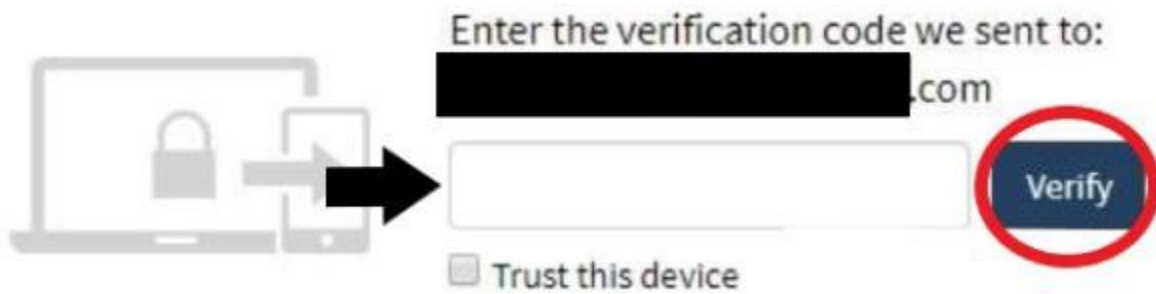 Enter the verification code we sent to:
.com
Verify
Trust this device